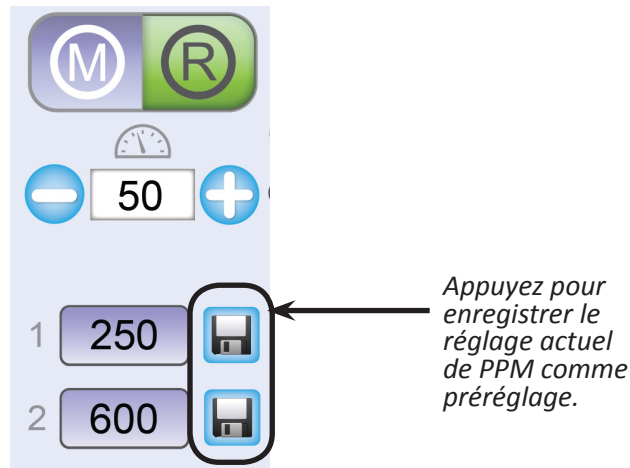 M R
50
1 250
2 600
Appuyez pour
enregistrer le
réglage actuel
de PPM comme
préréglage.